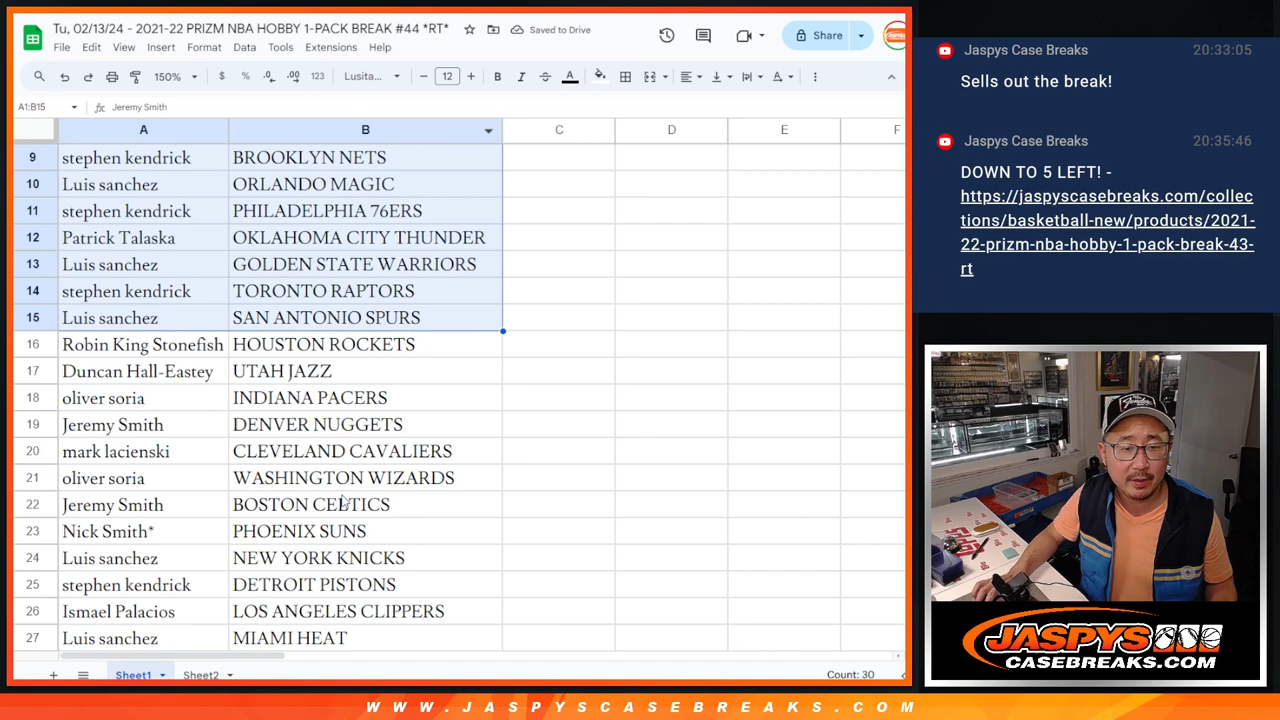 Tu, 02/13/24 - 2021-22 PRIZM NBA HOBBY 1-PACK BREAK #44 *RT*
Saved to Drive
Share
File Edit View Insert Format Data Tools Extensions Help
150% $ % .0 .00 123 Lusita... 12 B I A
A1:B15 fx Jeremy Smith
A B C D E F
9 stephen kendrick BROOKLYN NETS
10 Luis sanchez ORLANDO MAGIC
11 stephen kendrick PHILADELPHIA 76ERS
12 Patrick Talaska OKLAHOMA CITY THUNDER
13 Luis sanchez GOLDEN STATE WARRIORS
14 stephen kendrick TORONTO RAPTORS
15 Luis sanchez SAN ANTONIO SPURS
16 Robin King Stonefish HOUSTON ROCKETS
17 Duncan Hall-Eastey UTAH JAZZ
18 oliver soria INDIANA PACERS
19 Jeremy Smith DENVER NUGGETS
20 mark lacienski CLEVELAND CAVALIERS
21 oliver soria WASHINGTON WIZARDS
22 Jeremy Smith BOSTON CELTICS
23 Nick Smith* PHOENIX SUNS
24 Luis sanchez NEW YORK KNICKS
25 stephen kendrick DETROIT PISTONS
26 Ismael Palacios LOS ANGELES CLIPPERS
27 Luis sanchez MIAMI HEAT
Sheet1 Sheet2 Count: 30
Jaspys Case Breaks 20:33:05
Sells out the break!
Jaspys Case Breaks 20:35:46
DOWN TO 5 LEFT! -
https://jaspyscasebreaks.com/collec
tions/basketball-new/products/2021-
22-prizm-nba-hobby-1-pack-break-43-
rt
JASPYS
CASEBREAKS.COM
WWW.JASPYSCASEBREAKS.COM